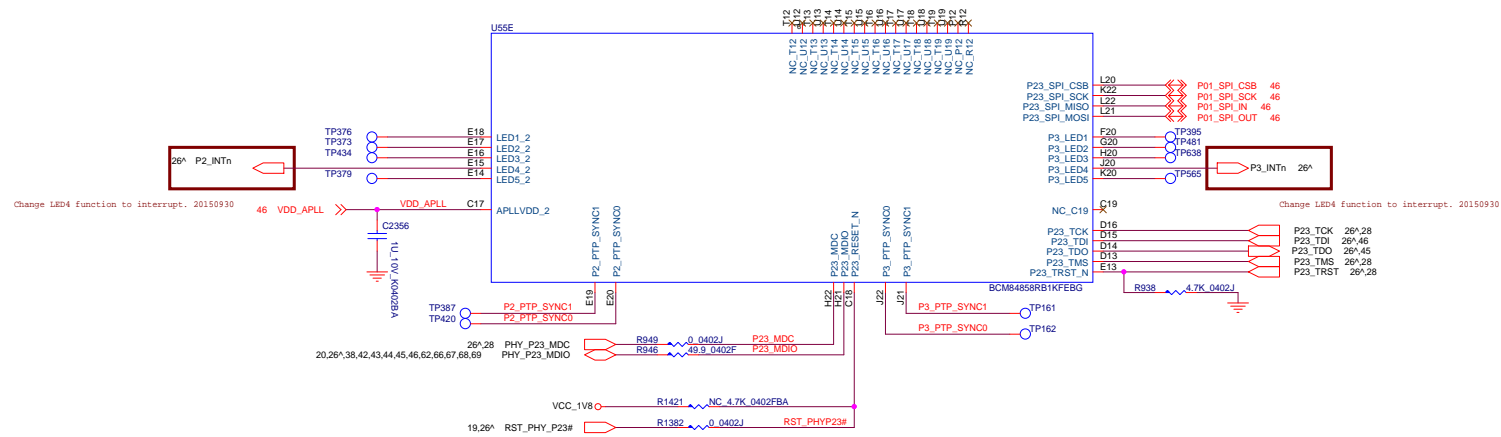 U55E
T12
U12
T13
U13
T14
U14
T15
U15
T16
U16
T17
U17
T18
U18
T19
U19
P12
R12
NC_T12
NC_U12
NC_T13
NC_U13
NC_T14
NC_U14
NC_T15
NC_U15
NC_T16
NC_U16
NC_T17
NC_U17
NC_T18
NC_U18
NC_T19
NC_U19
NC_P12
NC_R12
P23_SPI_CSB L20 P01_SPI_CSB 46
P23_SPI_SCK K22 P01_SPI_SCK 46
P23_SPI_MISO L22 P01_SPI_IN 46
P23_SPI_MOSI L21 P01_SPI_OUT 46
TP376 E18 LED1_2
TP373 E17 LED2_2
TP434 E16 LED3_2
E15 LED4_2
TP379 E14 LED5_2
26^ P2_INTn
P3_LED1 F20 TP395
P3_LED2 G20 TP481
P3_LED3 H20 TP638
P3_LED4 J20
P3_LED5 K20 TP565
P3_INTn 26^
Change LED4 function to interrupt. 20150930
Change LED4 function to interrupt. 20150930
46 VDD_APLL VDD_APLL C17 APLLVDD_2
NC_C19 C19
C2356
1U_10V_K0402BA
P23_TCK D16 P23_TCK 26^,28
P23_TDI D15 P23_TDI 26^,46
P23_TDO D14 P23_TDO 26^,45
P23_TMS D13 P23_TMS 26^,28
P23_TRST_N E13 P23_TRST 26^,28
P2_PTP_SYNC1
P2_PTP_SYNC0
P23_MDC
P23_MDIO
P23_RESET_N
P3_PTP_SYNC0
P3_PTP_SYNC1
BCM84858RB1KFEBG
R938 4.7K_0402J
E19
E20
H22
H21
C18
J22
J21
TP387 P2_PTP_SYNC1
TP420 P2_PTP_SYNC0
P3_PTP_SYNC1 TP161
P3_PTP_SYNC0 TP162
26^,28 PHY_P23_MDC R949 0_0402J P23_MDC
20,26^,38,42,43,44,45,46,62,66,67,68,69 PHY_P23_MDIO R946 49.9_0402F P23_MDIO
VCC_1V8 R1421 NC_4.7K_0402FBA
19,26^ RST_PHY_P23# R1382 0_0402J RST_PHYP23#